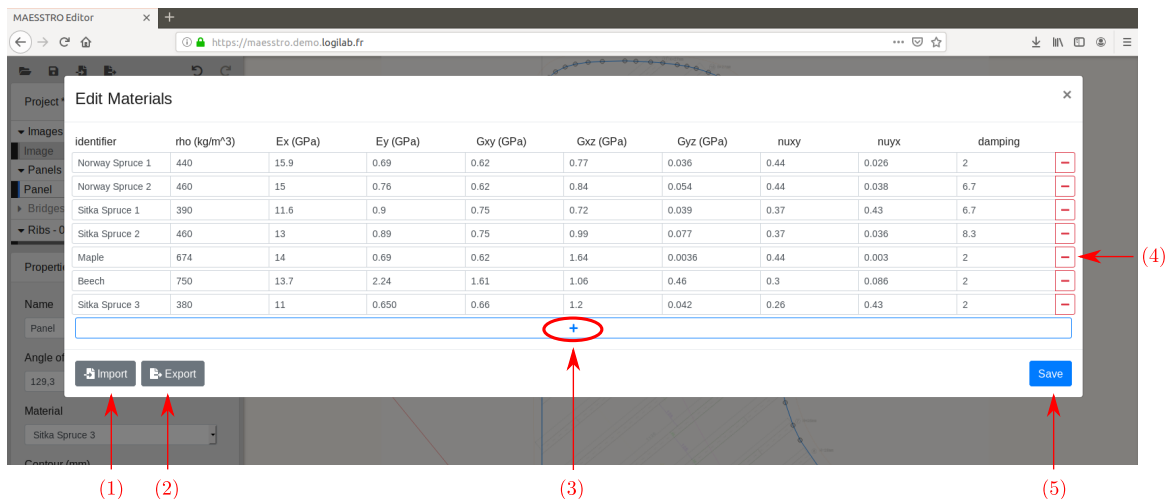 MAESSTRO Editor × +
https://maesstro.demo.logilab.fr
Project *
Edit Materials ×
Images
Image
Panels
Panel
Bridges
Ribs - 0
identifier rho (kg/m^3) Ex (GPa) Ey (GPa) Gxy (GPa) Gxz (GPa) Gyz (GPa) nuxy nuyx damping
Norway Spruce 1 440 15.9 0.69 0.62 0.77 0.036 0.44 0.026 2 −
Norway Spruce 2 460 15 0.76 0.62 0.84 0.054 0.44 0.038 6.7 −
Sitka Spruce 1 390 11.6 0.9 0.75 0.72 0.039 0.37 0.43 6.7 −
Sitka Spruce 2 460 13 0.89 0.75 0.99 0.077 0.37 0.036 8.3 −
Maple 674 14 0.69 0.62 1.64 0.0036 0.44 0.003 2 −
(4)
Beech 750 13.7 2.24 1.61 1.06 0.46 0.3 0.086 2 −
Sitka Spruce 3 380 11 0.650 0.66 1.2 0.042 0.26 0.43 2 −
+
Properti
Name
Panel
Angle of
129,3
Import Export Save
Material
Sitka Spruce 3
Contour (mm)
(1) (2) (3) (5)